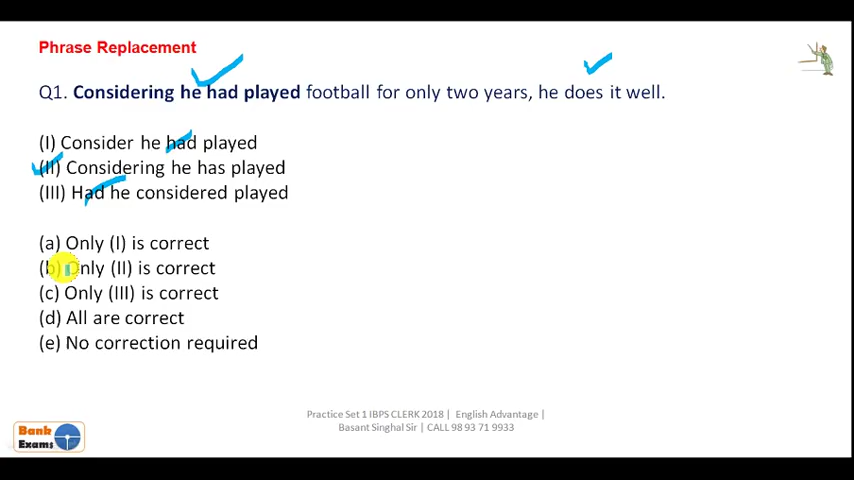 Phrase Replacement
Q1. Considering he had played football for only two years, he does it well.
(I) Consider he had played
(II) Considering he has played
(III) Had he considered played
(a) Only (I) is correct
(b) Only (II) is correct
(c) Only (III) is correct
(d) All are correct
(e) No correction required
Practice Set 1 IBPS CLERK 2018 | English Advantage |
Basant Singhal Sir | CALL 98 93 71 9933
Bank
Exams